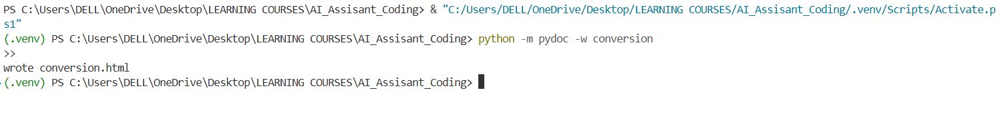 PS C:\Users\DELL\OneDrive\Desktop\LEARNING COURSES\AI_Assisant_Coding> & "C:/Users/DELL/OneDrive/Desktop/LEARNING COURSES/AI_Assisant_Coding/.venv/Scripts/Activate.p
s1"
(.venv) PS C:\Users\DELL\OneDrive\Desktop\LEARNING COURSES\AI_Assisant_Coding> python -m pydoc -w conversion
>>
wrote conversion.html
(.venv) PS C:\Users\DELL\OneDrive\Desktop\LEARNING COURSES\AI_Assisant_Coding>